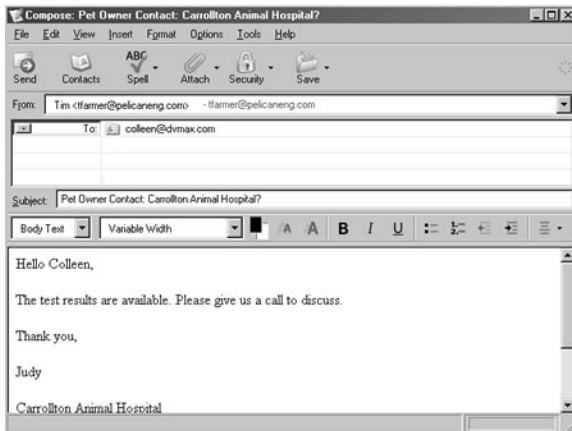 Compose: Pet Owner Contact: Carrollton Animal Hospital?
File Edit View Insert Format Options Tools Help
ABC
Send Contacts Spell Attach Security Save
From: Tim <tfarmer@pelicaneng.com> - tfarmer@pelicaneng.com
To: colleen@dvmax.com
Subject: Pet Owner Contact: Carrollton Animal Hospital?
Body Text Variable Width A A B I U
Hello Colleen,
The test results are available. Please give us a call to discuss.
Thank you,
Judy
Carrollton Animal Hospital